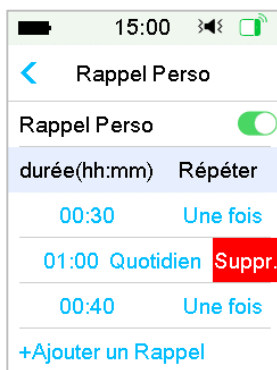 15:00
Rappel Perso
Rappel Perso
durée(hh:mm) Répéter
00:30 Une fois
01:00 Quotidien Suppr.
00:40 Une fois
+Ajouter un Rappel